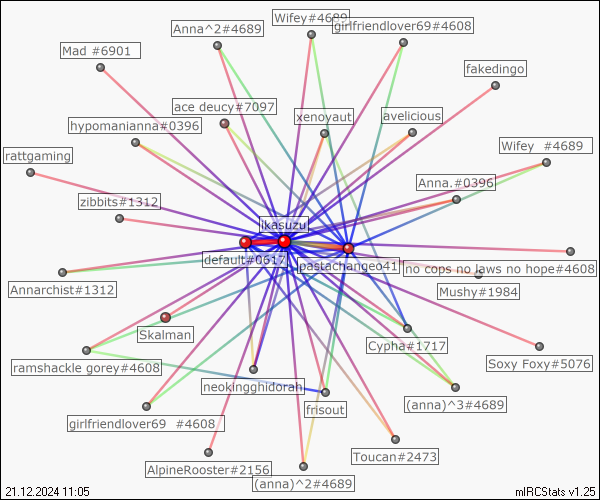 Wifey#4689
Anna^2#4689
girlfriendlover69#4608
Mad #6901
fakedingo
ace deucy#7097
xenoyaut
avelicious
hypomanianna#0396
Wifey  #4689
rattgaming
Anna.#0396
zibbits#1312
ikasuzu
default#0617
pastachange041
no cops no laws no hope#4608
Annarchist#1312
Mushy#1984
Skalman
Cypha#1717
ramshackle gorey#4608
Soxy Foxy#5076
neokingghidorah
frisout
(anna)^3#4689
girlfriendlover69  #4608
Toucan#2473
AlpineRooster#2156
(anna)^2#4689
21.12.2024 11:05
mIRCStats v1.25